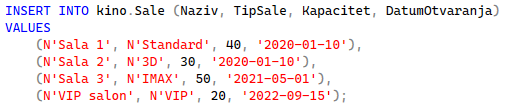 INSERT INTO кино.Sale (Naziv, TipSale, Kapacitet, DatumOtvaranja)
VALUES
    (N'Sala 1', N'Standard', 40, '2020-01-10'),
    (N'Sala 2', N'3D', 30, '2020-01-10'),
    (N'Sala 3', N'IMAX', 50, '2021-05-01'),
    (N'VIP salon', N'VIP', 20, '2022-09-15');